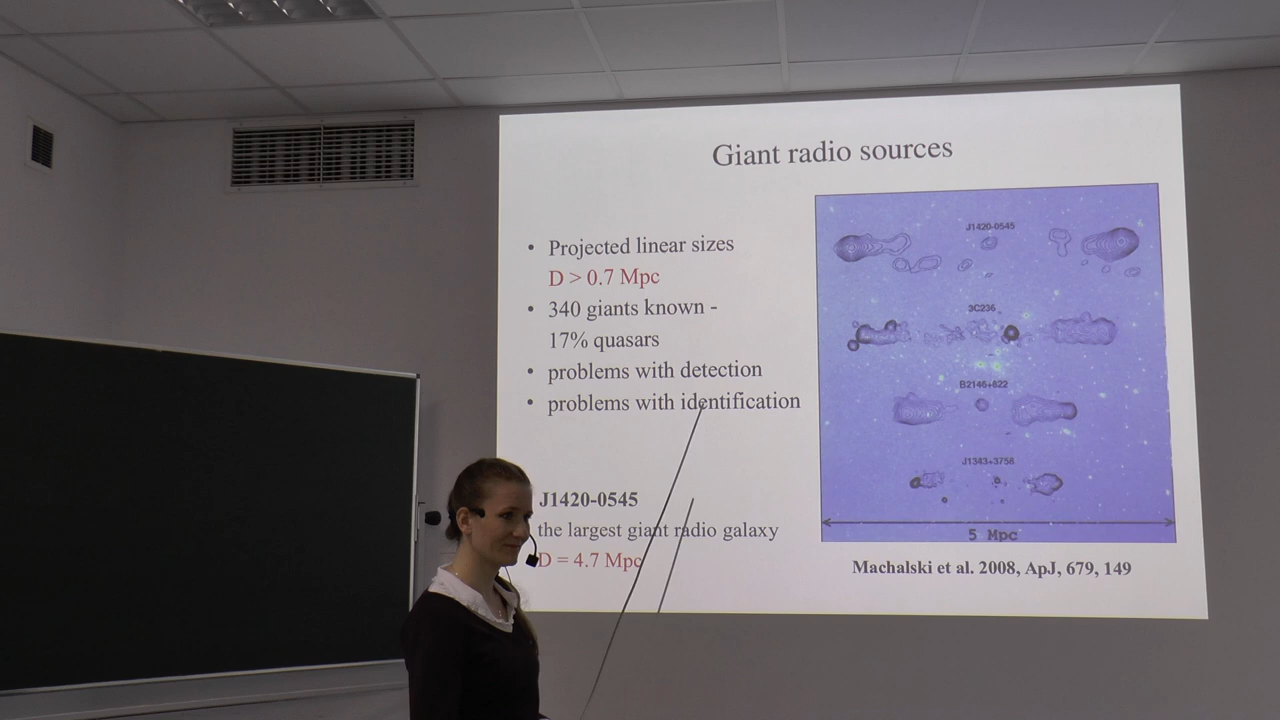 Giant radio sources
• Projected linear sizes
D > 0.7 Mpc
• 340 giants known -
17% quasars
• problems with detection
• problems with identification
J1420-0545
the largest giant radio galaxy
D = 4.7 Mpc
J1420-0545
3C236
B2146+822
J1343+3758
5 Mpc
Machalski et al. 2008, ApJ, 679, 149